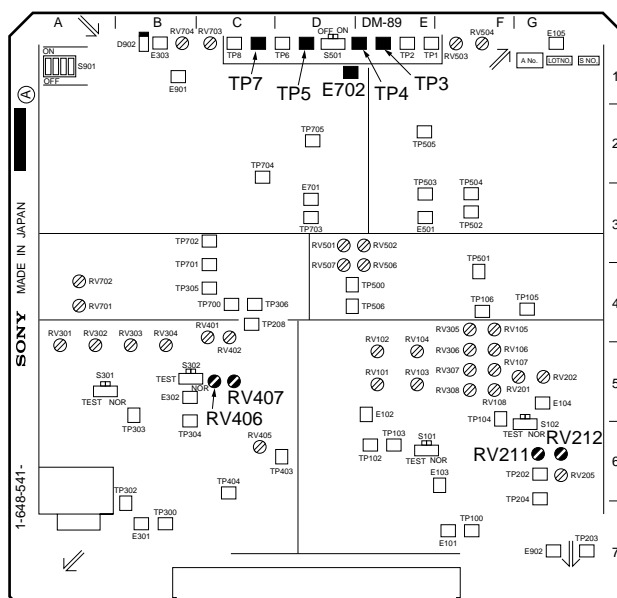 A B C D DM-89 E F G
OFF ON
RV704 RV703 RV504 E105
D902 E303 TP8 TP6 S501 TP2 TP1 RV503
ON
S901
OFF
A No. LOTNO. S NO.
E901 TP7 TP5 E702 TP4 TP3
1
A
TP705 TP505
2
TP704
E701 TP503 TP504
TP703 E501 TP502
3
TP702 RV501 RV502
TP701 RV507 RV506 TP501
RV702 TP305 TP500
RV701 TP700 TP306 TP506 TP106 TP105
4
TP208
RV301 RV302 RV303 RV304 RV401 RV402
RV305 RV105
RV102 RV104 RV306 RV106
RV307 RV107
S301 S302 RV101 RV103 RV202
TEST NOR TEST NOR RV308 RV201
5
RV407
RV406
E302 RV108 E104
TP303 TP304 E102 TP104 S102
TEST NOR
RV405 TP102 TP103 S101 RV211 RV212
TEST NOR
TP403 TP202 RV205
6
TP302 TP404 E103 TP204
E301 TP300 E101 TP100
E902 TP203
7
SONY MADE IN JAPAN
1-648-541-